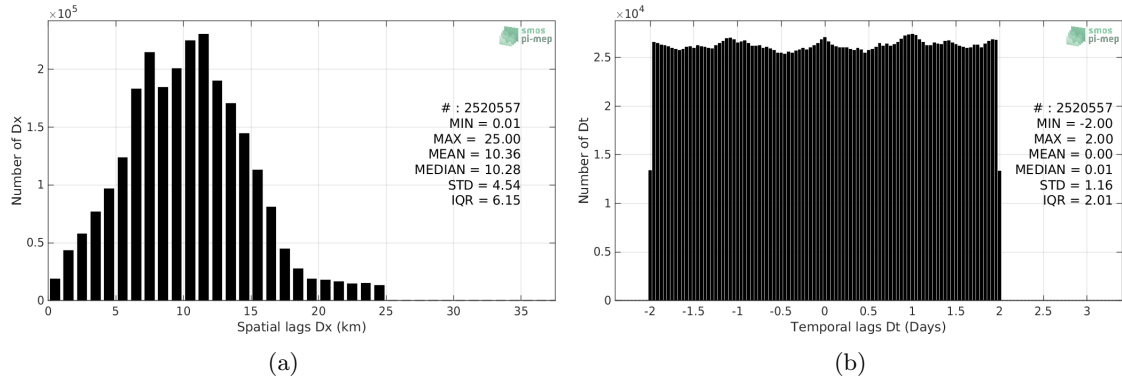 ×10^5
smos
pi-mep
2
1.5
1
0.5
0
Number of Dx
# : 2520557
MIN = 0.01
MAX = 25.00
MEAN = 10.36
MEDIAN = 10.28
STD = 4.54
IQR = 6.15
0 5 10 15 20 25 30 35
Spatial lags Dx (km)
(a)
×10^4
smos
pi-mep
2.5
2
1.5
1
0.5
0
Number of Dt
# : 2520557
MIN = -2.00
MAX = 2.00
MEAN = 0.00
MEDIAN = 0.01
STD = 1.16
IQR = 2.01
-2 -1.5 -1 -0.5 0 0.5 1 1.5 2 2.5 3
Temporal lags Dt (Days)
(b)